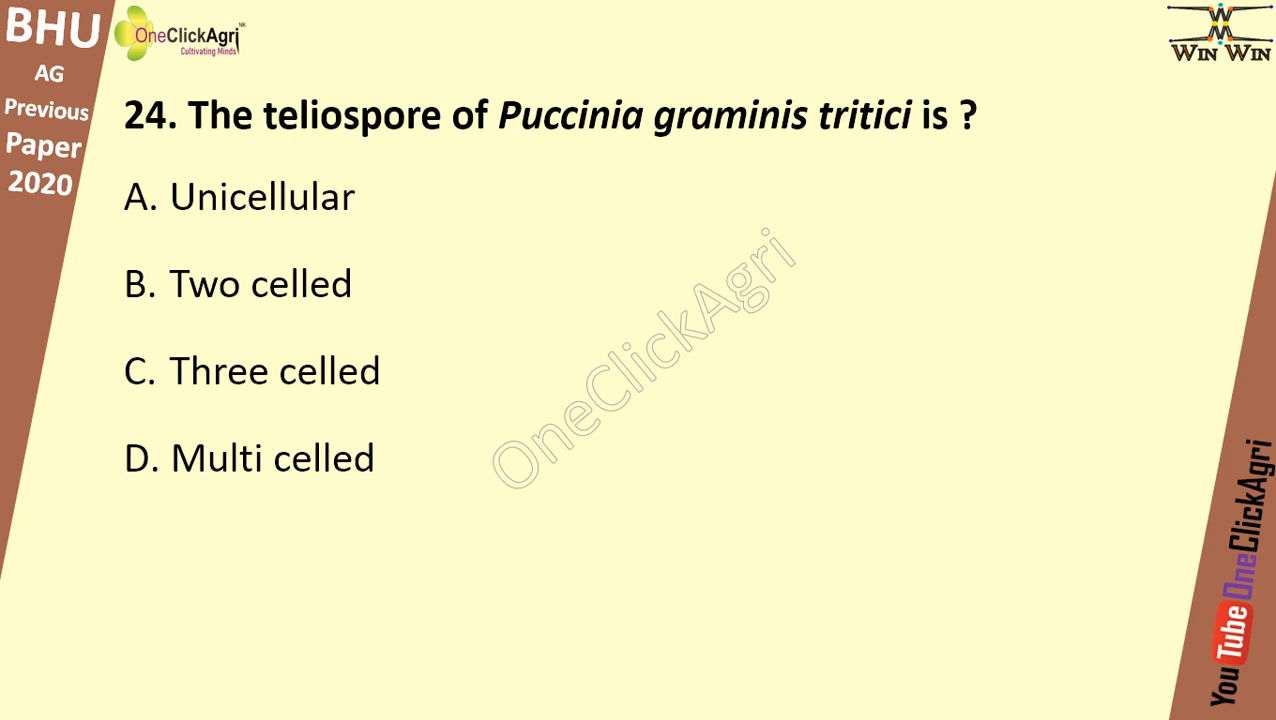 BHU
AG
Previous
Paper
2020
OneClickAgri NK
Cultivating Minds
WIN WIN
24. The teliospore of Puccinia graminis tritici is ?
A. Unicellular
B. Two celled
C. Three celled
D. Multi celled
OneClickAgri
YouTube OneClickAgri